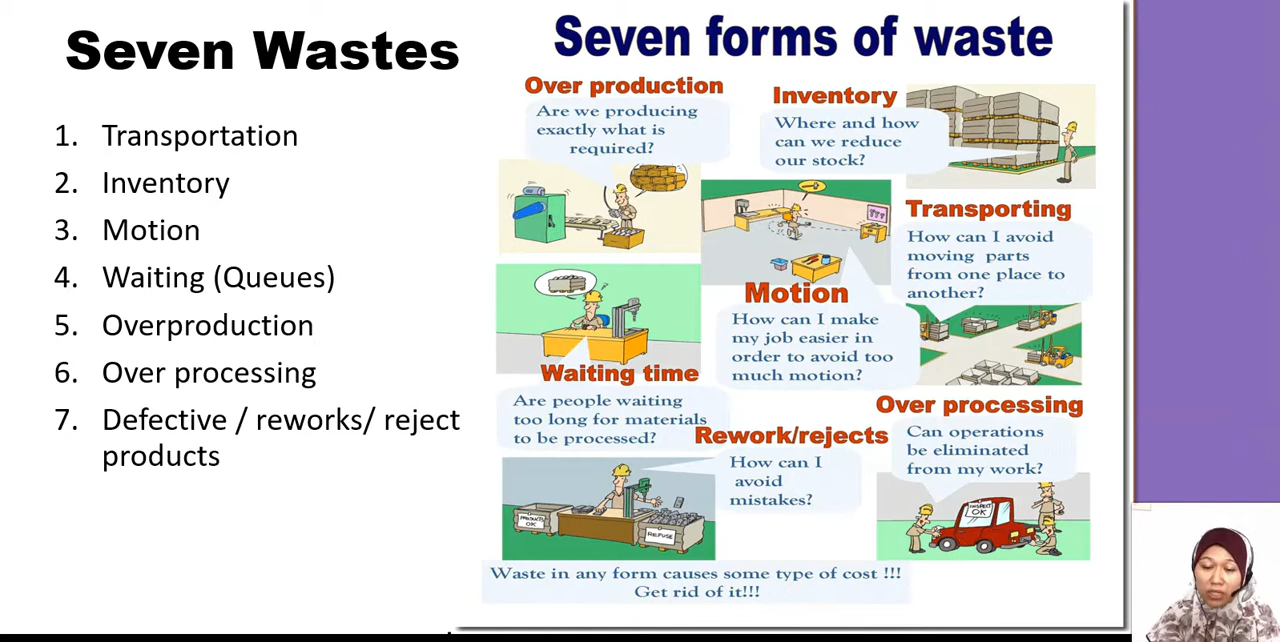 Seven Wastes
1. Transportation
2. Inventory
3. Motion
4. Waiting (Queues)
5. Overproduction
6. Over processing
7. Defective / reworks/ reject
products
Seven forms of waste
Over production
Are we producing
exactly what is
required?
Inventory
Where and how
can we reduce
our stock?
Transporting
How can I avoid
moving parts
from one place to
another?
???
Motion
How can I make
my job easier in
order to avoid too
much motion?
Waiting time
Are people waiting
too long for materials
to be processed?
Over processing
Can operations
be eliminated
from my work?
Rework/rejects
How can I
avoid
mistakes?
PRODUCTS
OK
REFUSE
OK
Waste in any form causes some type of cost !!!
Get rid of it!!!